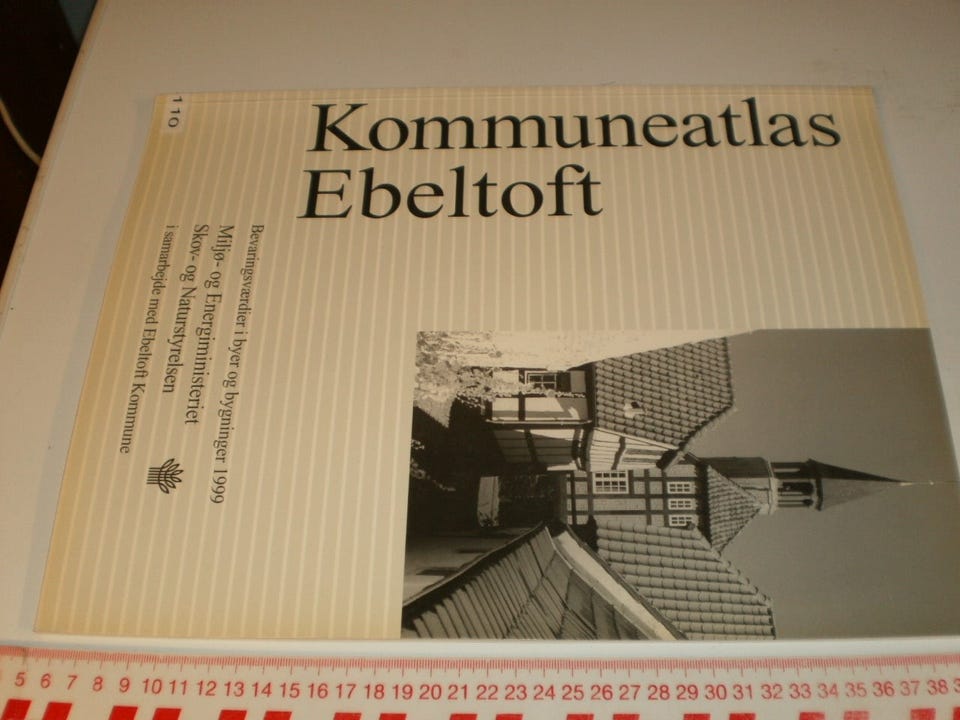 110
Kommuneatlas
Ebeltoft
Bevaringsværdier i byer og bygninger 1999
Miljø- og Energiministeriet
Skov- og Naturstyrelsen
i samarbejde med Ebeltoft Kommune
5 6 7 8 9 10 11 12 13 14 15 16 17 18 19 20 21 22 23 24 25 26 27 28 29 30 31 32 33 34 35 36 37 38